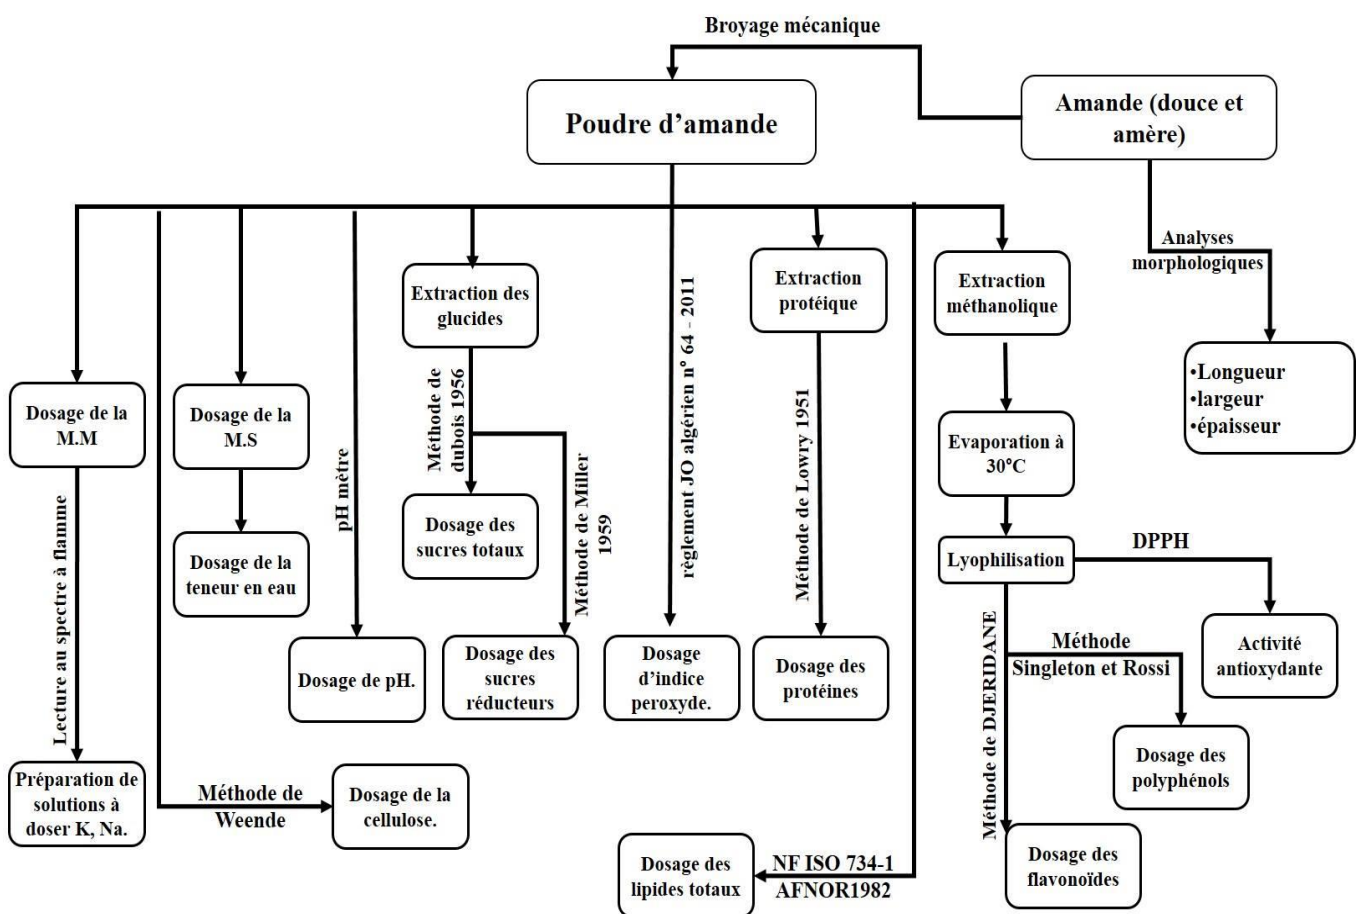 Broyage mécanique
Poudre d’amande
Amande (douce et
amère)
Analyses
morphologiques
•Longueur
•largeur
•épaisseur
Extraction des
glucides
Extraction
protéique
Extraction
méthanolique
Dosage de la
M.M
Dosage de la
M.S
Méthode de
dubois 1956
règlement JO algérien n° 64 - 2011
Méthode de Lowry 1951
Evaporation à
30°C
pH mètre
Lecture au spectre à flamme
Dosage de la
teneur en eau
Dosage des
sucres totaux
Méthode de Miller
1959
Lyophilisation
DPPH
Dosage de pH.
Dosage des
sucres
réducteurs
Dosage
d’indice
peroxyde.
Dosage des
protéines
Méthode de DJERIDANE
Méthode
Singleton et Rossi
Activité
antioxydante
Préparation de
solutions à
doser K, Na.
Méthode de
Weende
Dosage de la
cellulose.
Dosage des
polyphénols
Dosage des
lipides totaux
NF ISO 734-1
AFNOR1982
Dosage des
flavonoïdes